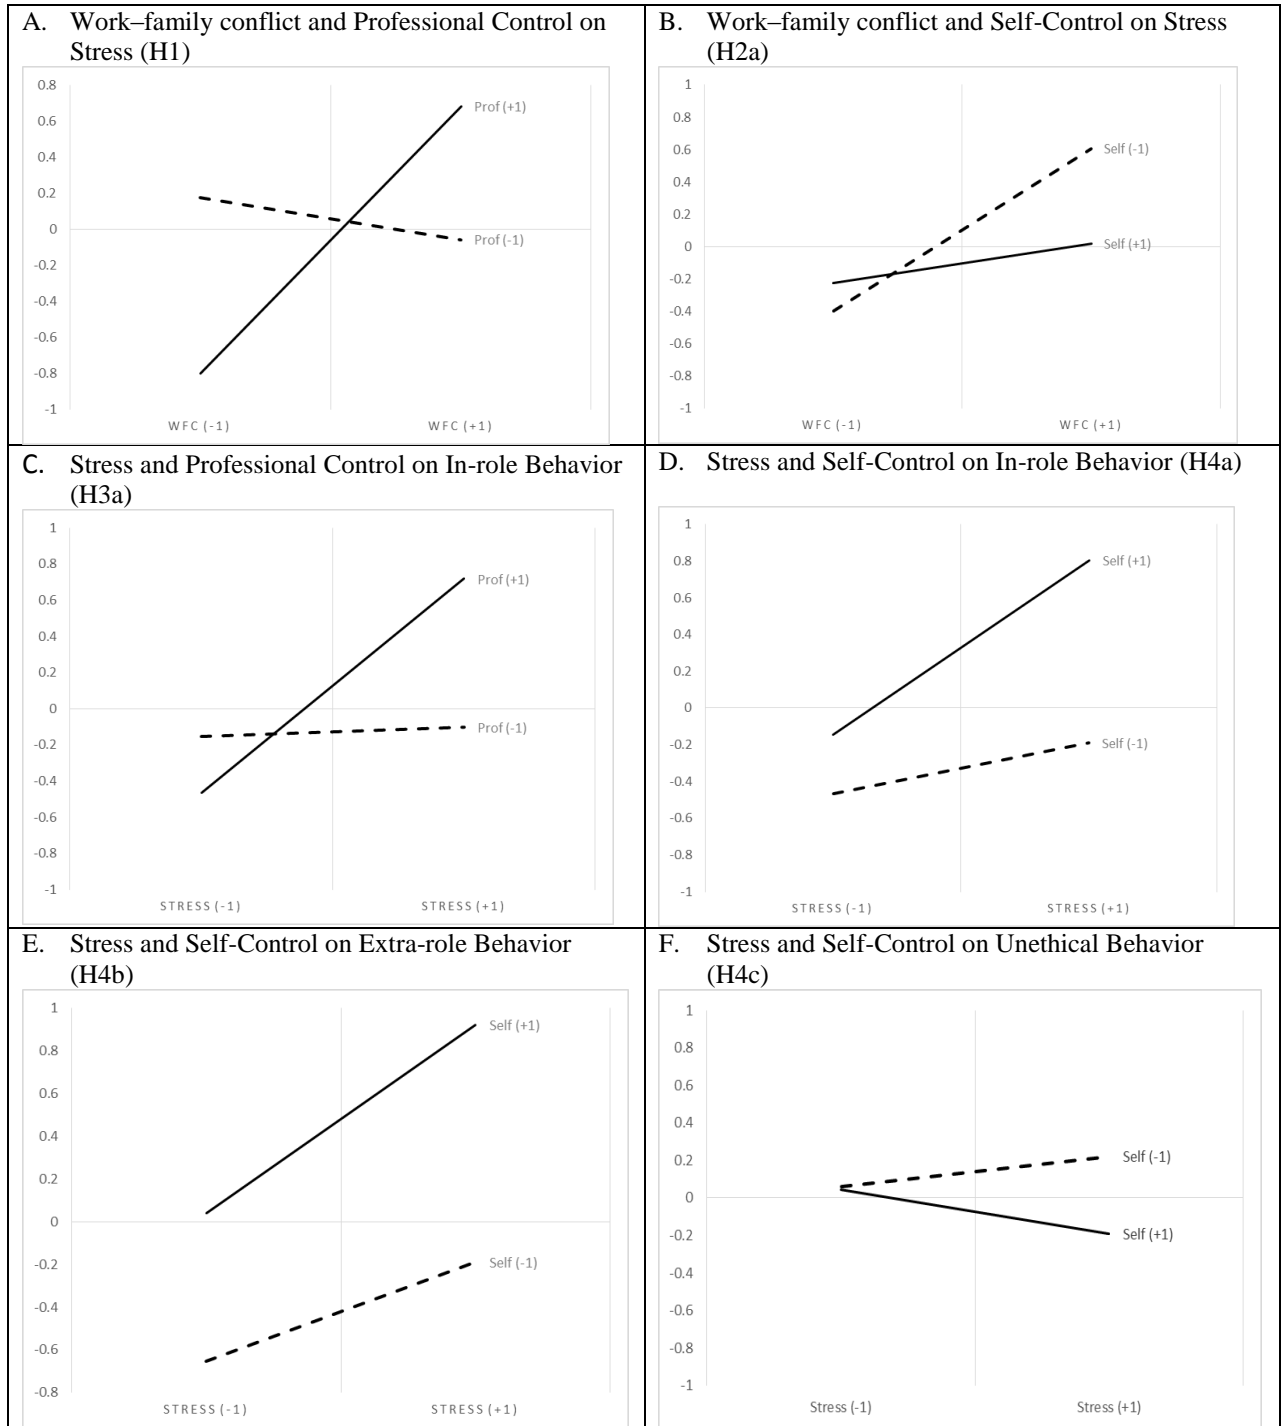 A. Work–family conflict and Professional Control on
Stress (H1)
0.8
0.6
0.4
0.2
0
-0.2
-0.4
-0.6
-0.8
-1
Prof (+1)
Prof (-1)
WFC (-1)
WFC (+1)
B. Work–family conflict and Self-Control on Stress
(H2a)
1
0.8
0.6
0.4
0.2
0
-0.2
-0.4
-0.6
-0.8
-1
Self (-1)
Self (+1)
WFC (-1)
WFC (+1)
C. Stress and Professional Control on In-role Behavior
(H3a)
1
0.8
0.6
0.4
0.2
0
-0.2
-0.4
-0.6
-0.8
-1
Prof (+1)
Prof (-1)
STRESS (-1)
STRESS (+1)
D. Stress and Self-Control on In-role Behavior (H4a)
1
0.8
0.6
0.4
0.2
0
-0.2
-0.4
-0.6
-0.8
-1
Self (+1)
Self (-1)
STRESS (-1)
STRESS (+1)
E. Stress and Self-Control on Extra-role Behavior
(H4b)
1
0.8
0.6
0.4
0.2
0
-0.2
-0.4
-0.6
-0.8
Self (+1)
Self (-1)
STRESS (-1)
STRESS (+1)
F. Stress and Self-Control on Unethical Behavior
(H4c)
1
0.8
0.6
0.4
0.2
0
-0.2
-0.4
-0.6
-0.8
-1
Self (-1)
Self (+1)
Stress (-1)
Stress (+1)